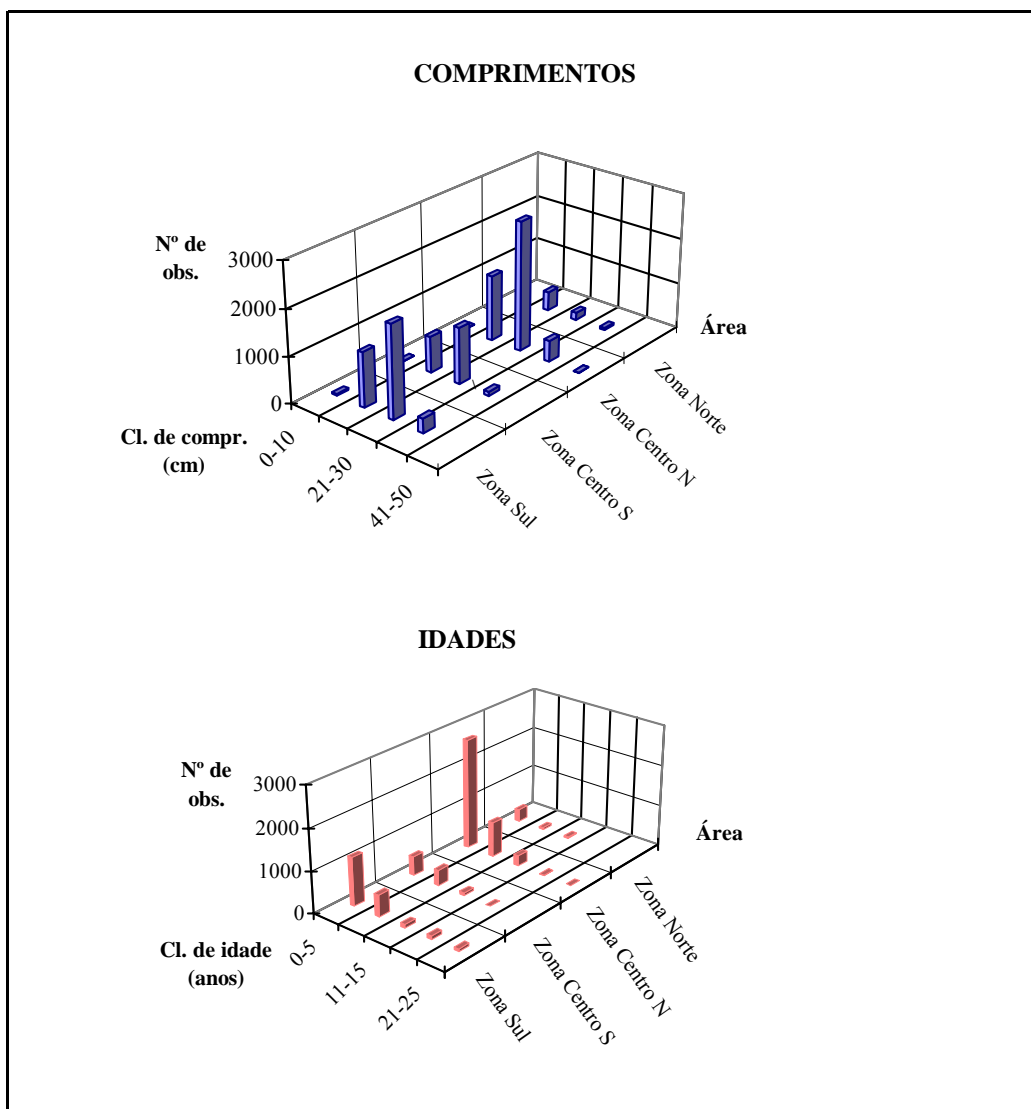 COMPRIMENTOS
Nº de
obs.
3000
2000
1000
0
Cl. de compr.
(cm)
0-10
21-30
41-50
Zona Sul
Zona Centro S
Zona Centro N
Zona Norte
Área
IDADES
Nº de
obs.
3000
2000
1000
0
Cl. de idade
(anos)
0-5
11-15
21-25
Zona Sul
Zona Centro S
Zona Centro N
Zona Norte
Área